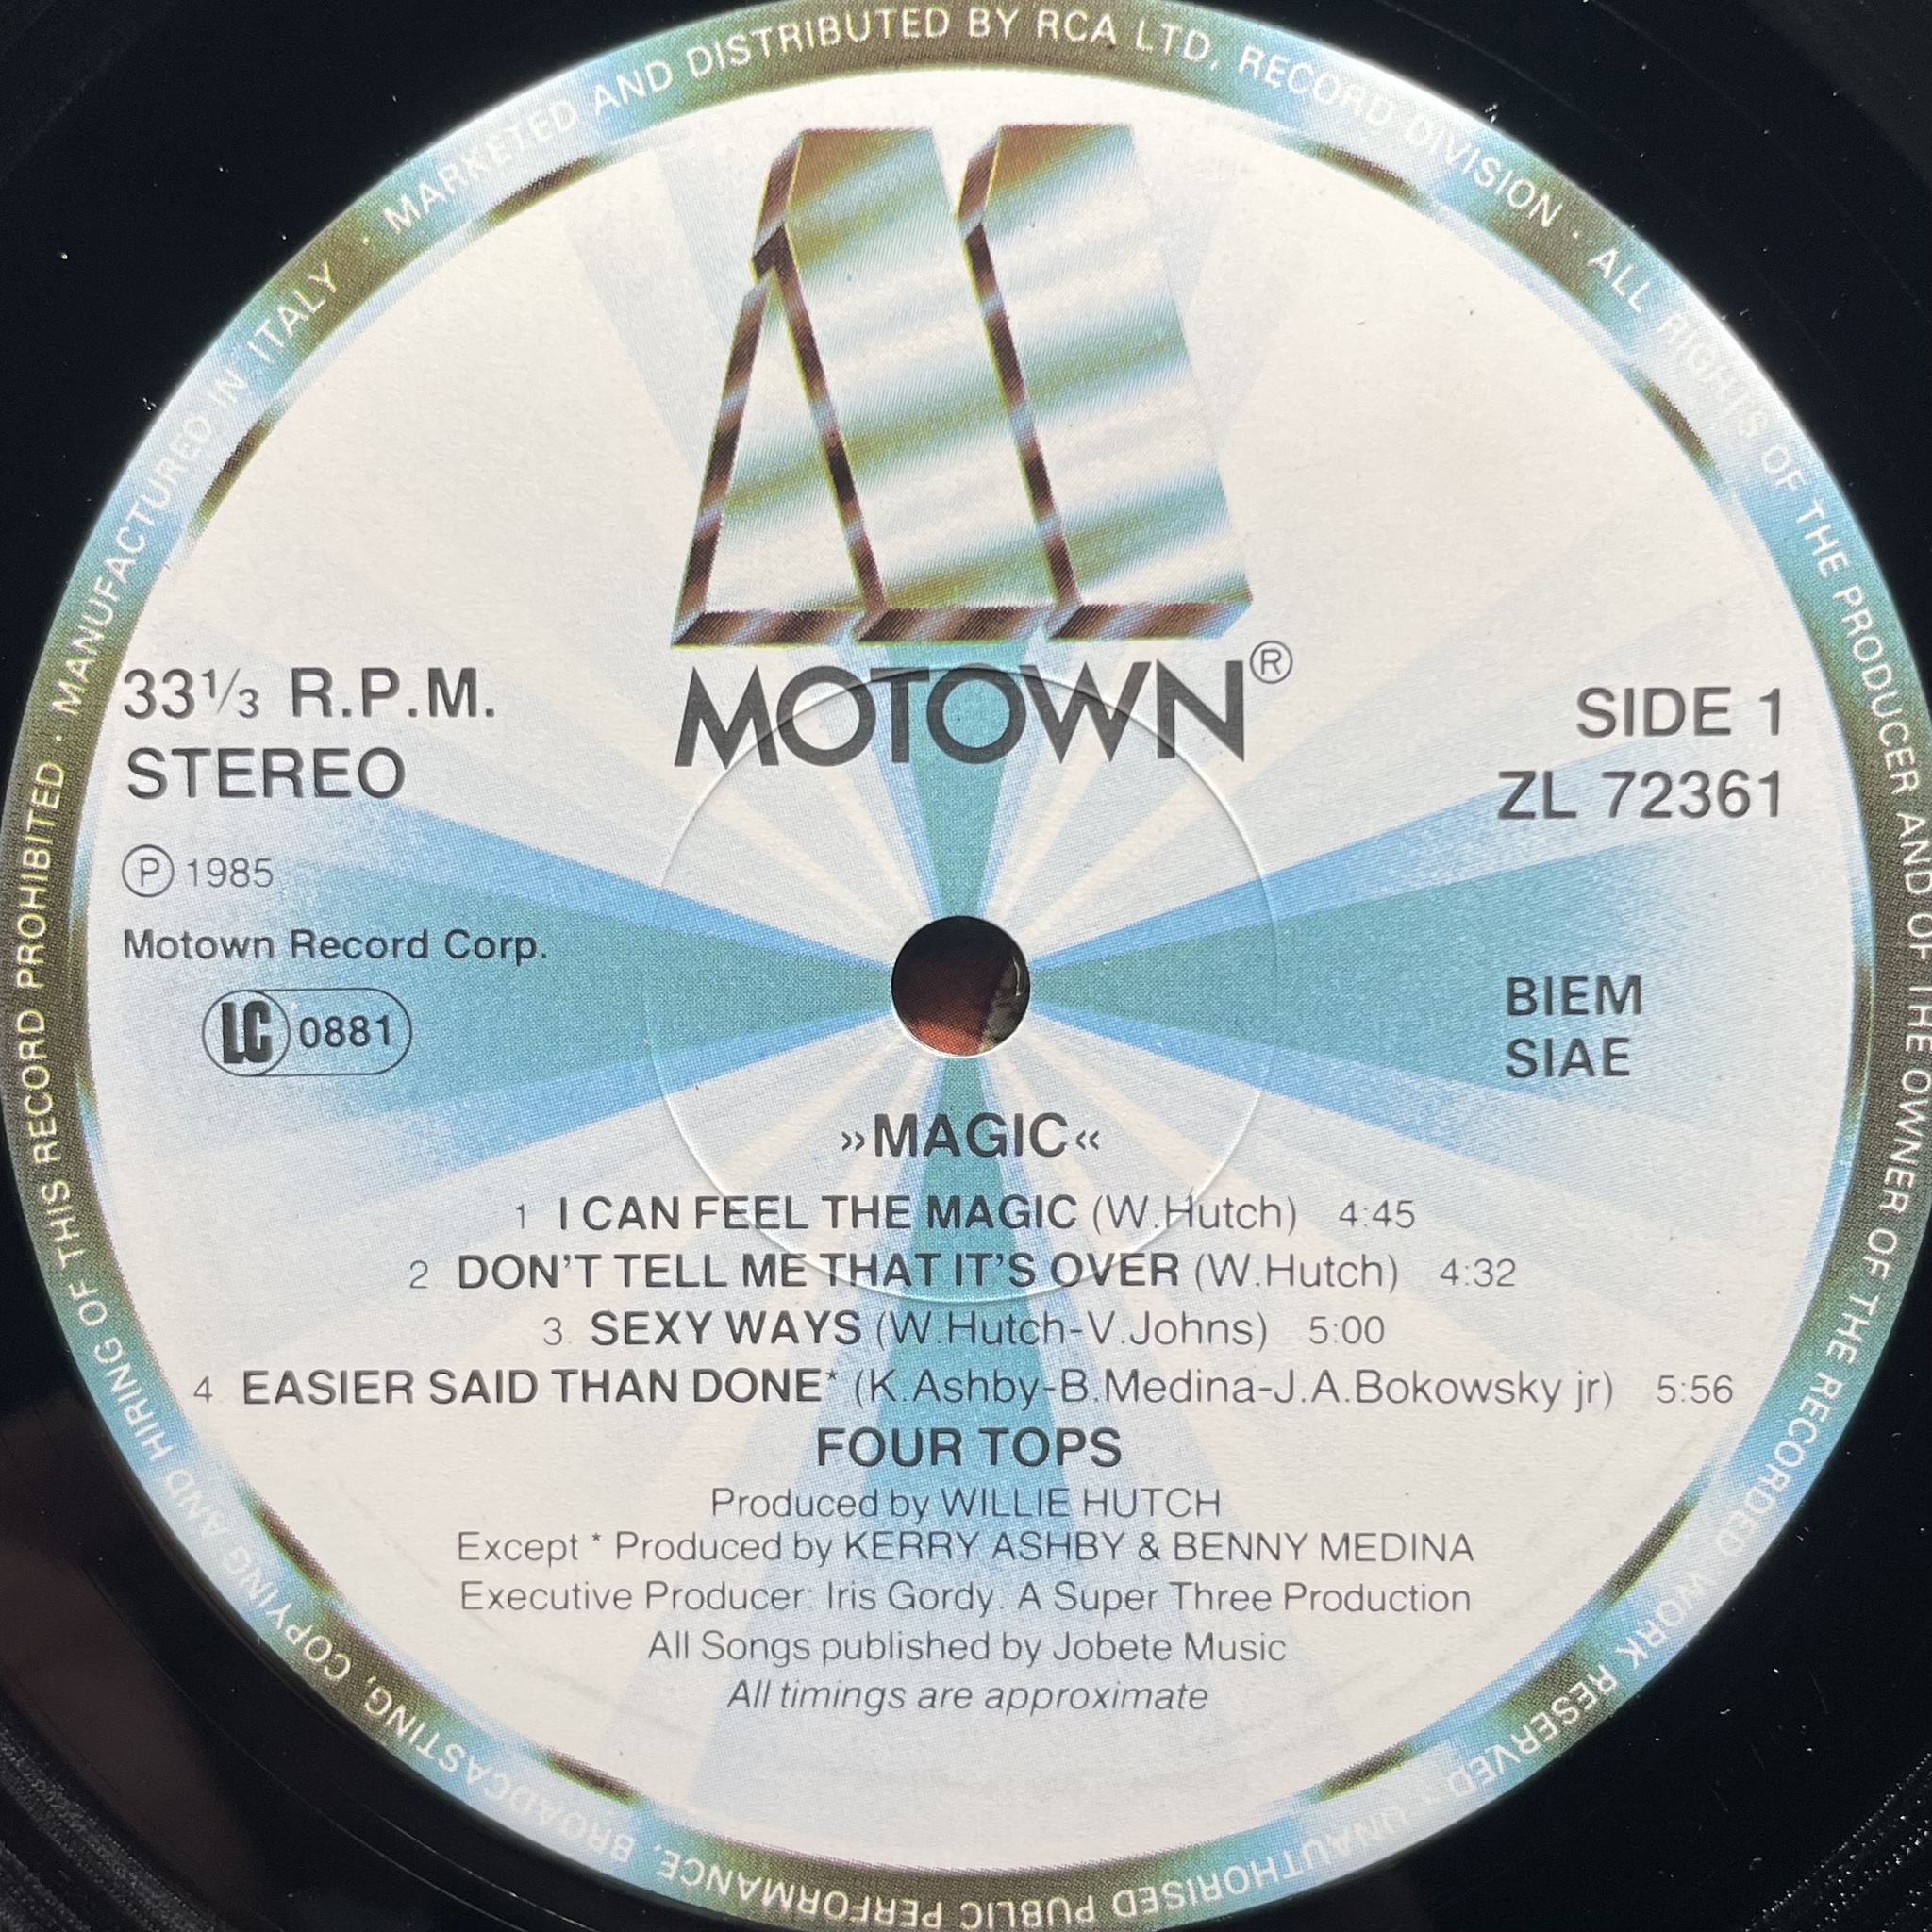 MANUFACTURED IN ITALY · MARKETED AND DISTRIBUTED BY RCA LTD, RECORD DIVISION · ALL RIGHTS OF THE PRODUCER AND OF THE OWNER OF THE RECORDED WORK RESERVED · UNAUTHORISED PUBLIC PERFORMANCE, BROADCASTING, COPYING AND HIRING OF THIS RECORD PROHIBITED ·
MOTOWN®
33⅓ R.P.M.
STEREO
Ⓟ 1985
Motown Record Corp.
LC 0881
SIDE 1
ZL 72361
BIEM
SIAE
»MAGIC«
1 I CAN FEEL THE MAGIC (W.Hutch) 4:45
2 DON'T TELL ME THAT IT'S OVER (W.Hutch) 4:32
3 SEXY WAYS (W.Hutch-V.Johns) 5:00
4 EASIER SAID THAN DONE* (K.Ashby-B.Medina-J.A.Bokowsky jr) 5:56
FOUR TOPS
Produced by WILLIE HUTCH
Except * Produced by KERRY ASHBY & BENNY MEDINA
Executive Producer: Iris Gordy. A Super Three Production
All Songs published by Jobete Music
All timings are approximate